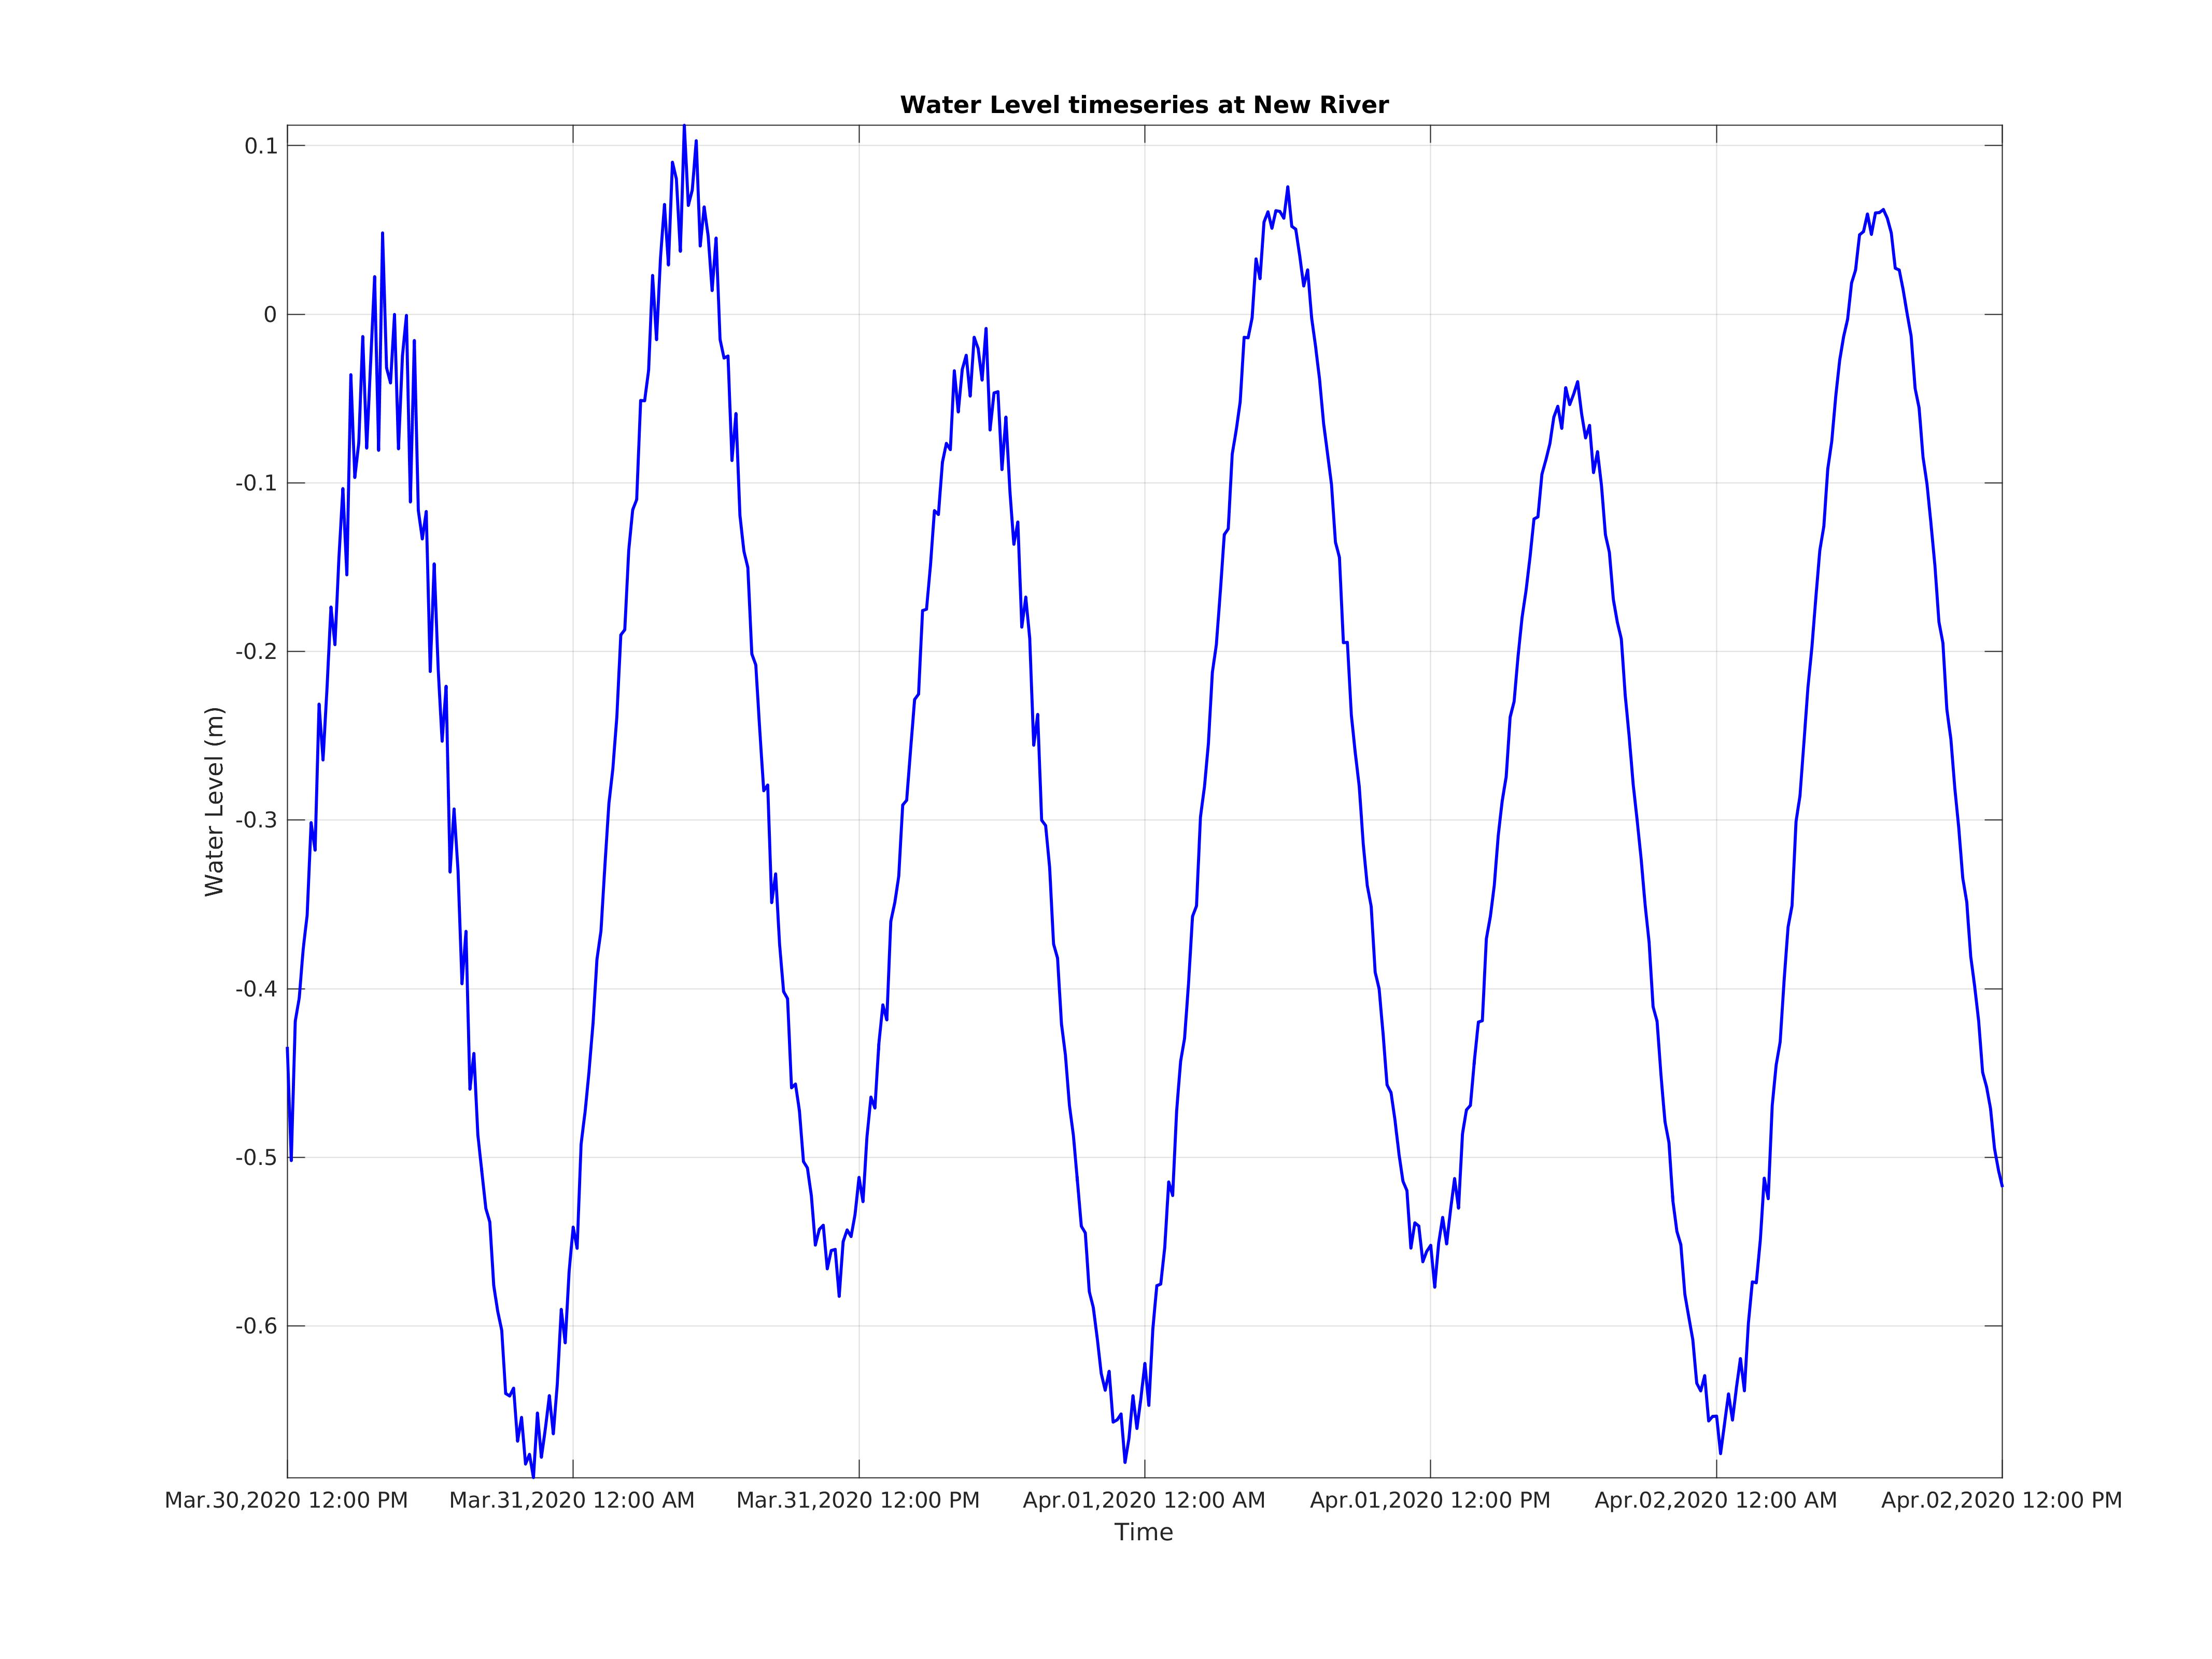 Water Level timeseries at New River
0.1
0
-0.1
-0.2
-0.3
-0.4
-0.5
-0.6
Water Level (m)
Mar.30,2020 12:00 PM
Mar.31,2020 12:00 AM
Mar.31,2020 12:00 PM
Apr.01,2020 12:00 AM
Apr.01,2020 12:00 PM
Apr.02,2020 12:00 AM
Apr.02,2020 12:00 PM
Time